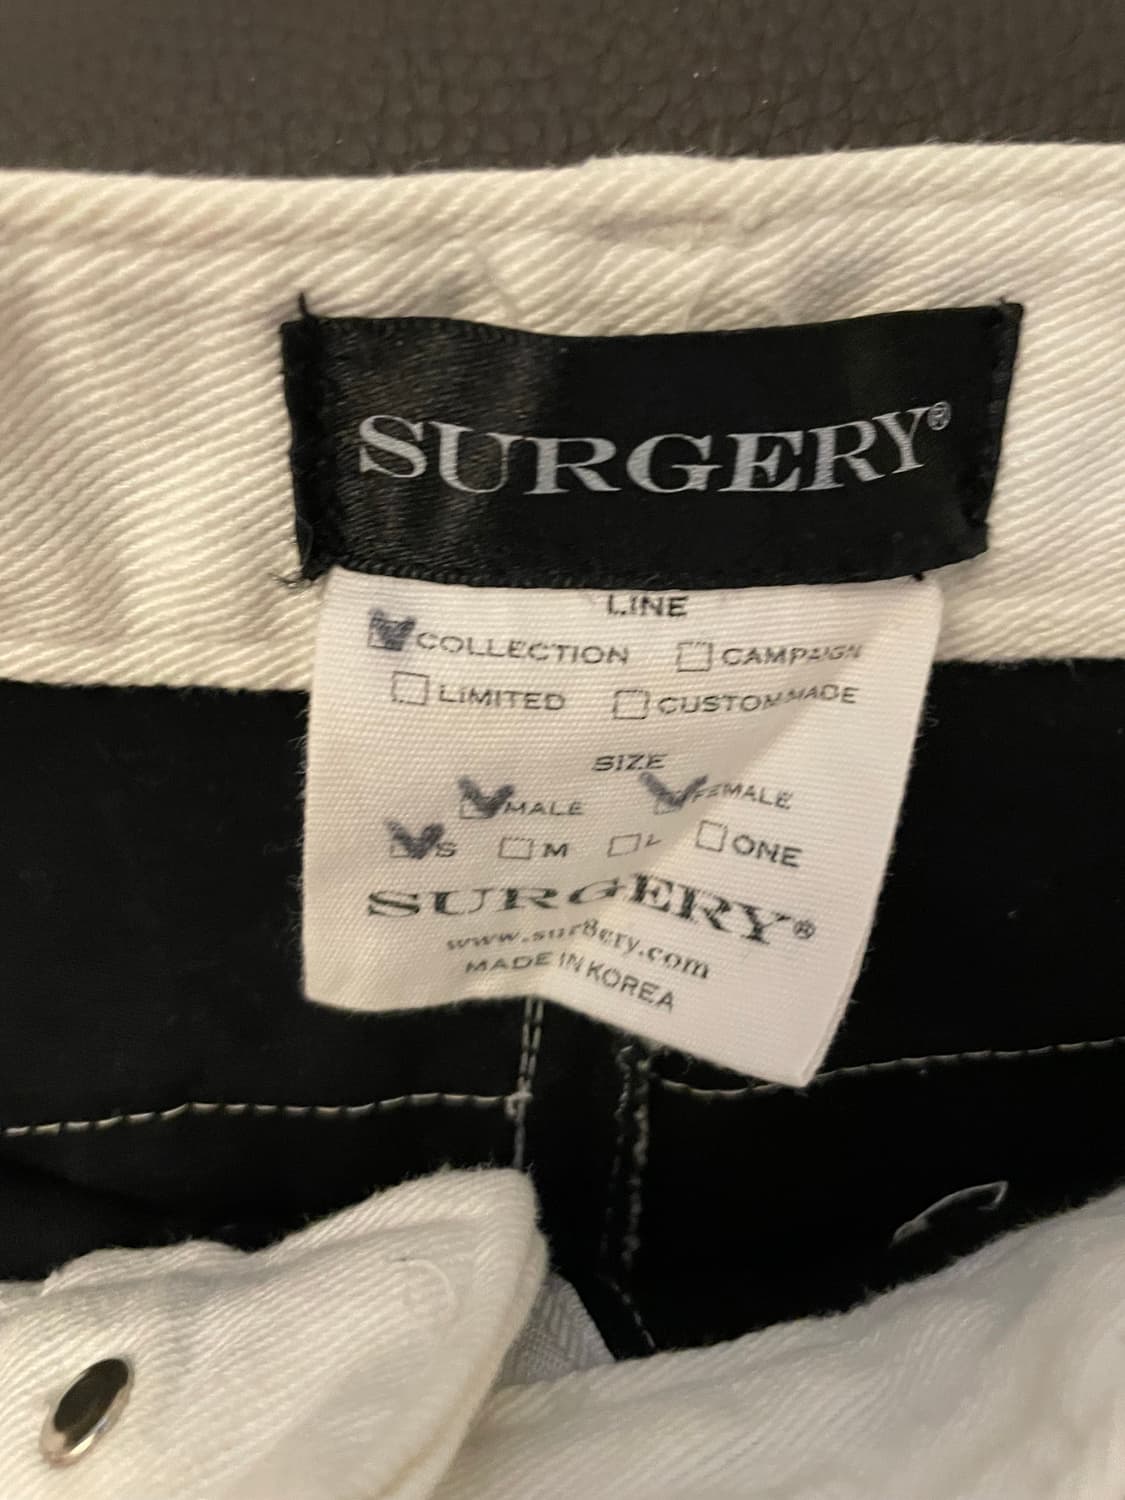 SURGERY®
LINE
COLLECTION CAMPAIGN
LIMITED CUSTOMMADE
SIZE
MALE FEMALE
S M L ONE
SURGERY®
www.sur8ery.com
MADE IN KOREA